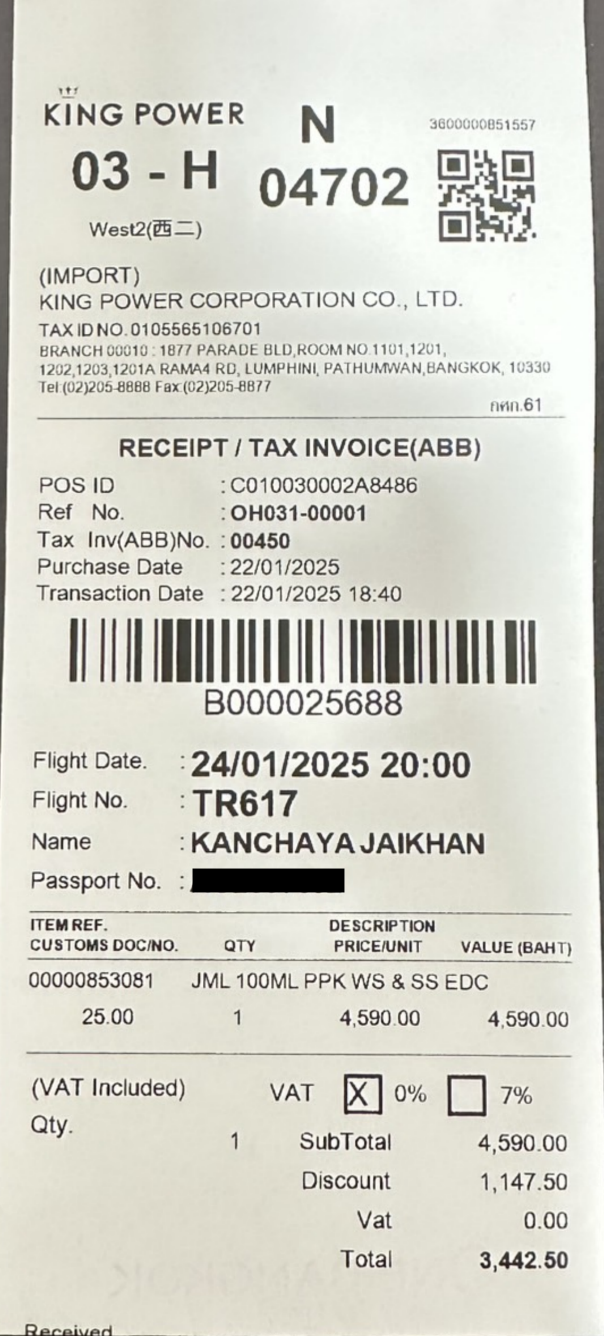 KING POWER
N
3600000851557
03 - H
04702
West2(西二)
(IMPORT)
KING POWER CORPORATION CO., LTD.
TAX ID NO. 0105565106701
BRANCH 00010 : 1877 PARADE BLD,ROOM NO.1101,1201,
1202,1203,1201A RAMA4 RD, LUMPHINI, PATHUMWAN,BANGKOK, 10330
Tel:(02)205-8888 Fax:(02)205-8877
กศก.61
RECEIPT / TAX INVOICE(ABB)
POS ID : C010030002A8486
Ref No. : OH031-00001
Tax Inv(ABB)No. : 00450
Purchase Date : 22/01/2025
Transaction Date : 22/01/2025 18:40
B000025688
Flight Date. : 24/01/2025 20:00
Flight No. : TR617
Name : KANCHAYA JAIKHAN
Passport No. :
ITEM REF. DESCRIPTION
CUSTOMS DOC/NO. QTY PRICE/UNIT VALUE (BAHT)
00000853081 JML 100ML PPK WS & SS EDC
25.00 1 4,590.00 4,590.00
(VAT Included) VAT X 0% 7%
Qty.
1 SubTotal 4,590.00
Discount 1,147.50
Vat 0.00
Total 3,442.50
Received